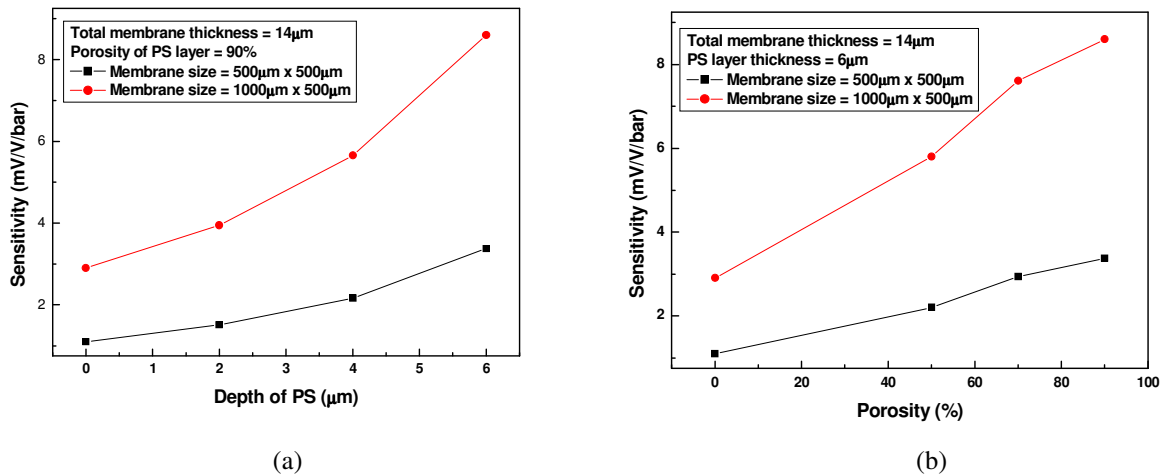 Total membrane thickness = 14μm
Porosity of PS layer = 90%
Membrane size = 500μm x 500μm
Membrane size = 1000μm x 500μm
8
6
4
2
Sensitivity (mV/V/bar)
0 1 2 3 4 5 6
Depth of PS (μm)
(a)
Total membrane thickness = 14μm
PS layer thickness = 6μm
Membrane size = 500μm x 500μm
Membrane size = 1000μm x 500μm
8
6
4
2
Sensitivity (mV/V/bar)
0 20 40 60 80 100
Porosity (%)
(b)